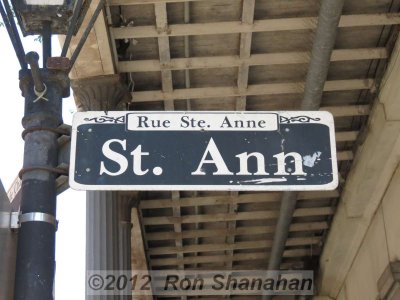 Rue Ste. Anne
St. Ann
©2012 Ron Shanahan